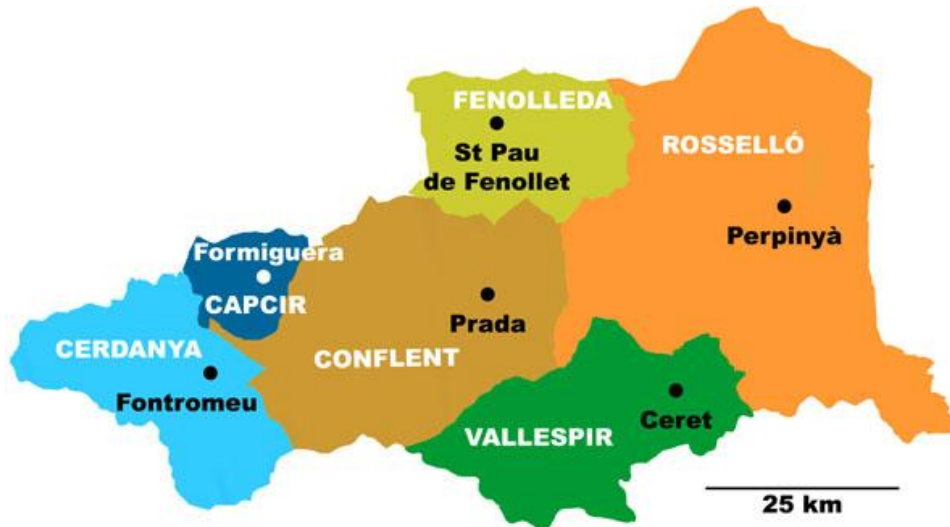 FENOLLEDA
St Pau
de Fenollet
ROSSELLÓ
Perpinyà
Formiguera
CAPCIR
Prada
CERDANYA
CONFLENT
Fontromeu
Ceret
VALLESPIR
25 km